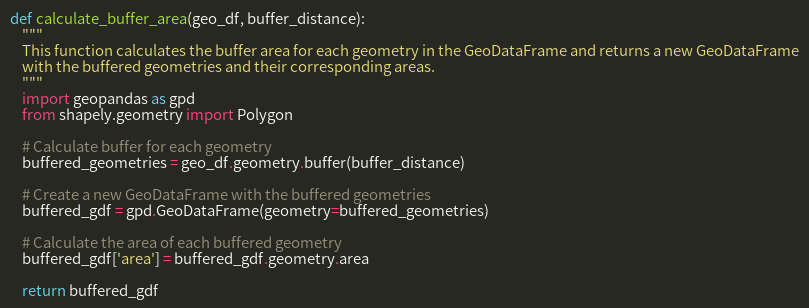 def calculate_buffer_area(geo_df, buffer_distance):
    """
    This function calculates the buffer area for each geometry in the GeoDataFrame and returns a new GeoDataFrame
    with the buffered geometries and their corresponding areas.
    """
    import geopandas as gpd
    from shapely.geometry import Polygon

    # Calculate buffer for each geometry
    buffered_geometries = geo_df.geometry.buffer(buffer_distance)

    # Create a new GeoDataFrame with the buffered geometries
    buffered_gdf = gpd.GeoDataFrame(geometry=buffered_geometries)

    # Calculate the area of each buffered geometry
    buffered_gdf['area'] = buffered_gdf.geometry.area

    return buffered_gdf